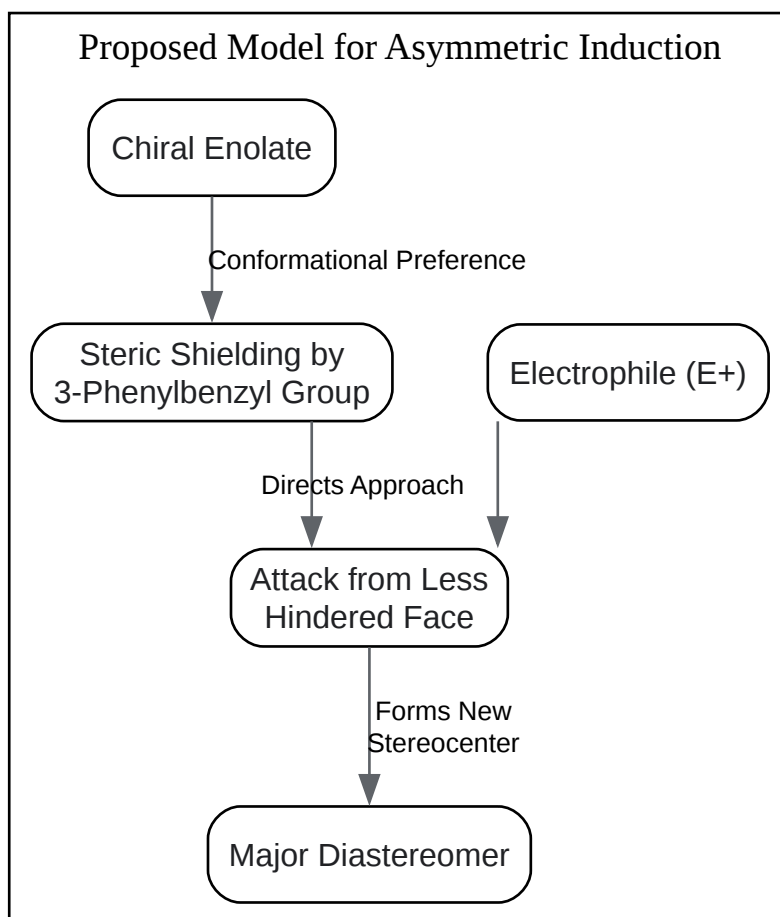 Proposed Model for Asymmetric Induction
Chiral Enolate
Conformational Preference
Steric Shielding by
3-Phenylbenzyl Group
Electrophile (E+)
Directs Approach
Attack from Less
Hindered Face
Forms New
Stereocenter
Major Diastereomer